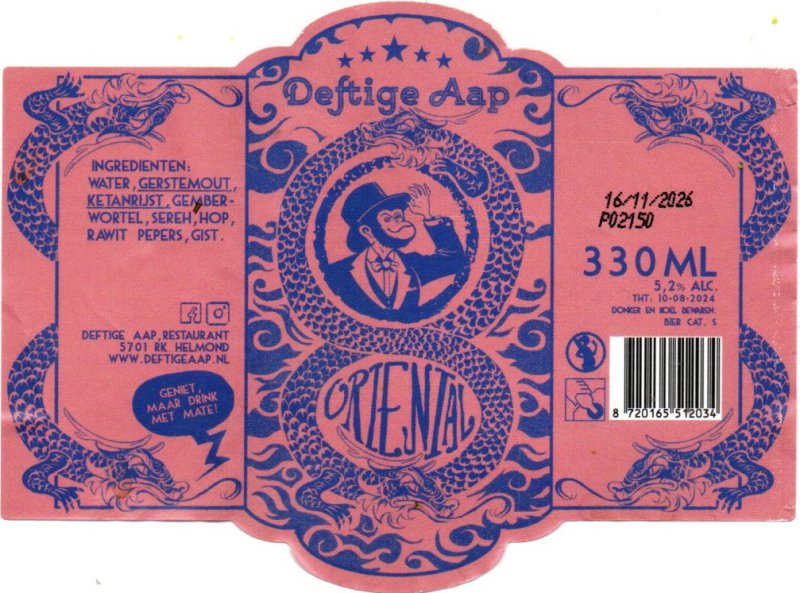 Deftige Aap
ORIENTAL
INGREDIENTEN:
WATER, GERSTEMOUT,
KETANRIJST, GEMBER-
WORTEL, SEREH, HOP,
RAWIT PEPERS, GIST.
DEFTIGE AAP, RESTAURANT
5701 RK HELMOND
WWW.DEFTIGEAAP.NL
GENIET,
MAAR DRINK
MET MATE!
16/11/2026
P02150
330 ML
5,2% ALC.
THT: 10-08-2024
DONKER EN KOEL BEWAREN.
BIER CAT. S
8 720165 512034